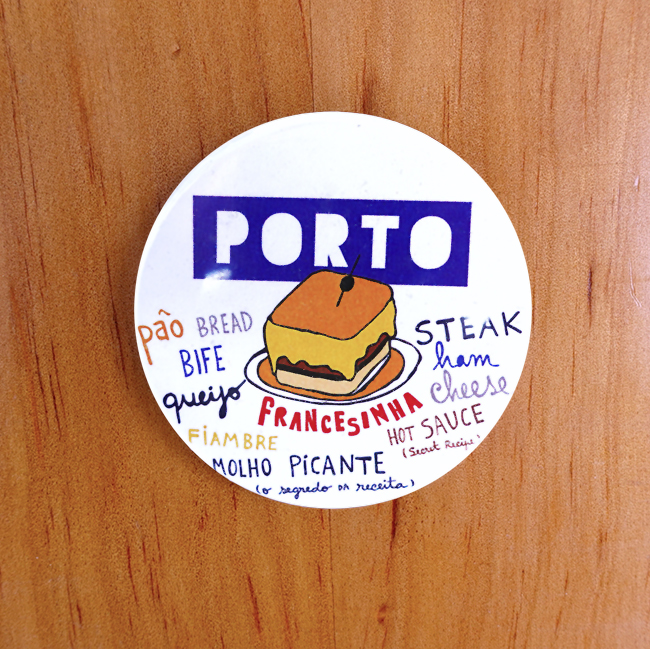 PORTO
pão BREAD
STEAK
BIFE
ham
queijo
cheese
FRANCESINHA
FiAMBRE
HOT SAUCE
(Secret Recipe)
MOLHO PiCANTE
(o segredo DA receita)